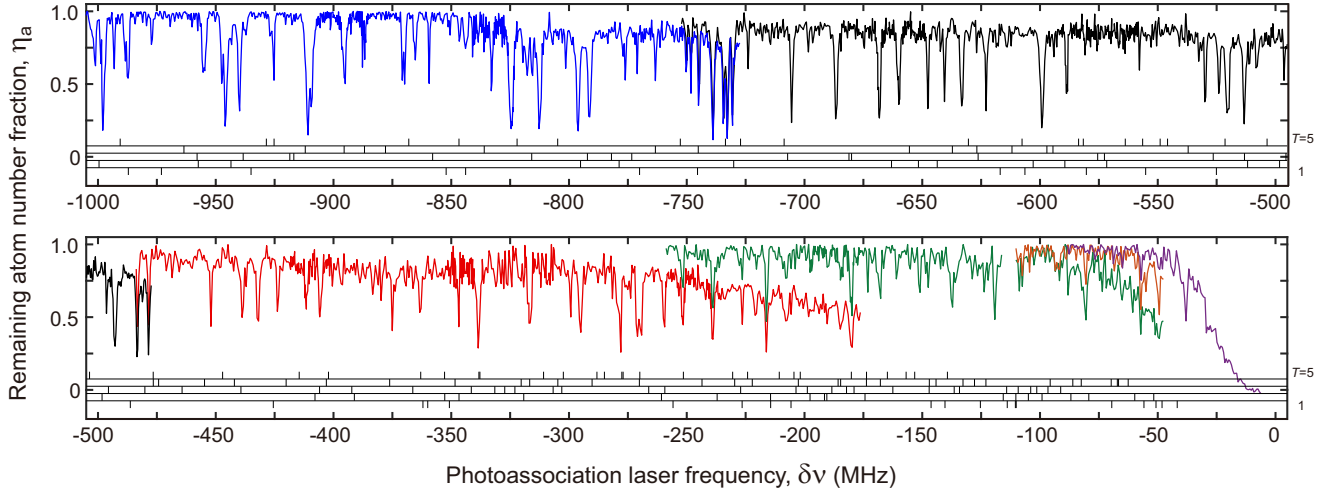 Remaining atom number fraction, ηa
1.0
0.5
0
T=5
1
-1000 -950 -900 -850 -800 -750 -700 -650 -600 -550 -500
1.0
0.5
0
T=5
1
-500 -450 -400 -350 -300 -250 -200 -150 -100 -50 0
Photoassociation laser frequency, δν (MHz)